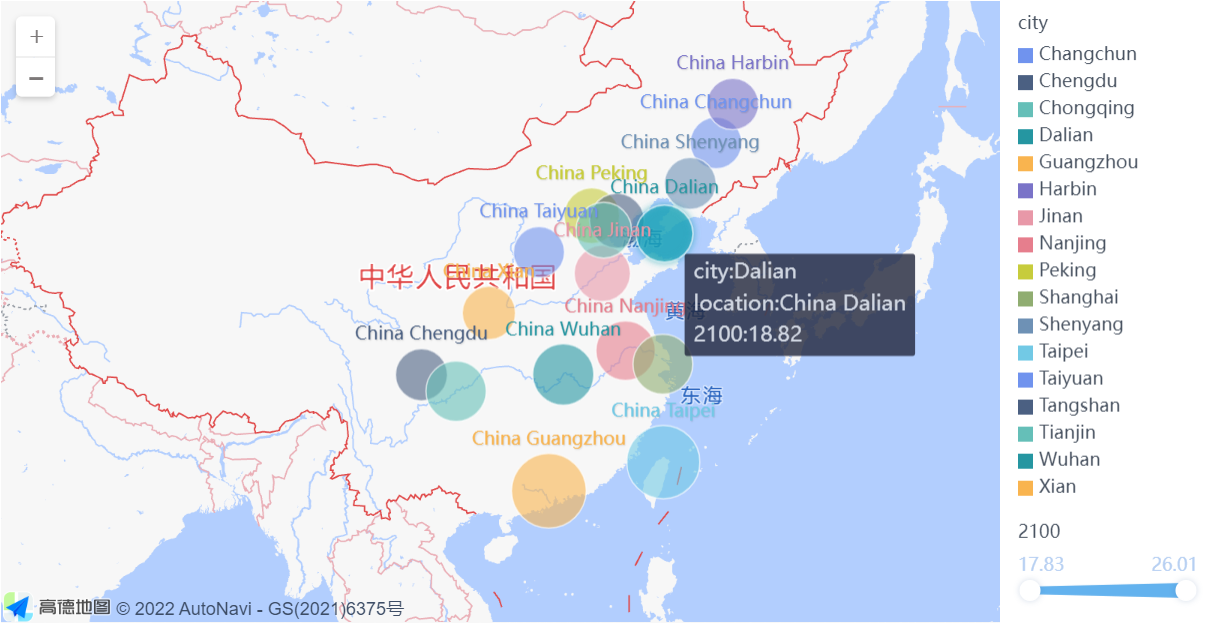 +
−
China Harbin
China Changchun
China Shenyang
China Peking
China Dalian
China Taiyuan
China Jinan
渤海
China Xian
中华人民共和国
city:Dalian
location:China Dalian
2100:18.82
China Nanjing
黄海
China Wuhan
China Chengdu
东海
China Taipei
China Guangzhou
高德地图 © 2022 AutoNavi - GS(2021)6375号
city
Changchun
Chengdu
Chongqing
Dalian
Guangzhou
Harbin
Jinan
Nanjing
Peking
Shanghai
Shenyang
Taipei
Taiyuan
Tangshan
Tianjin
Wuhan
Xian
2100
17.83 26.01